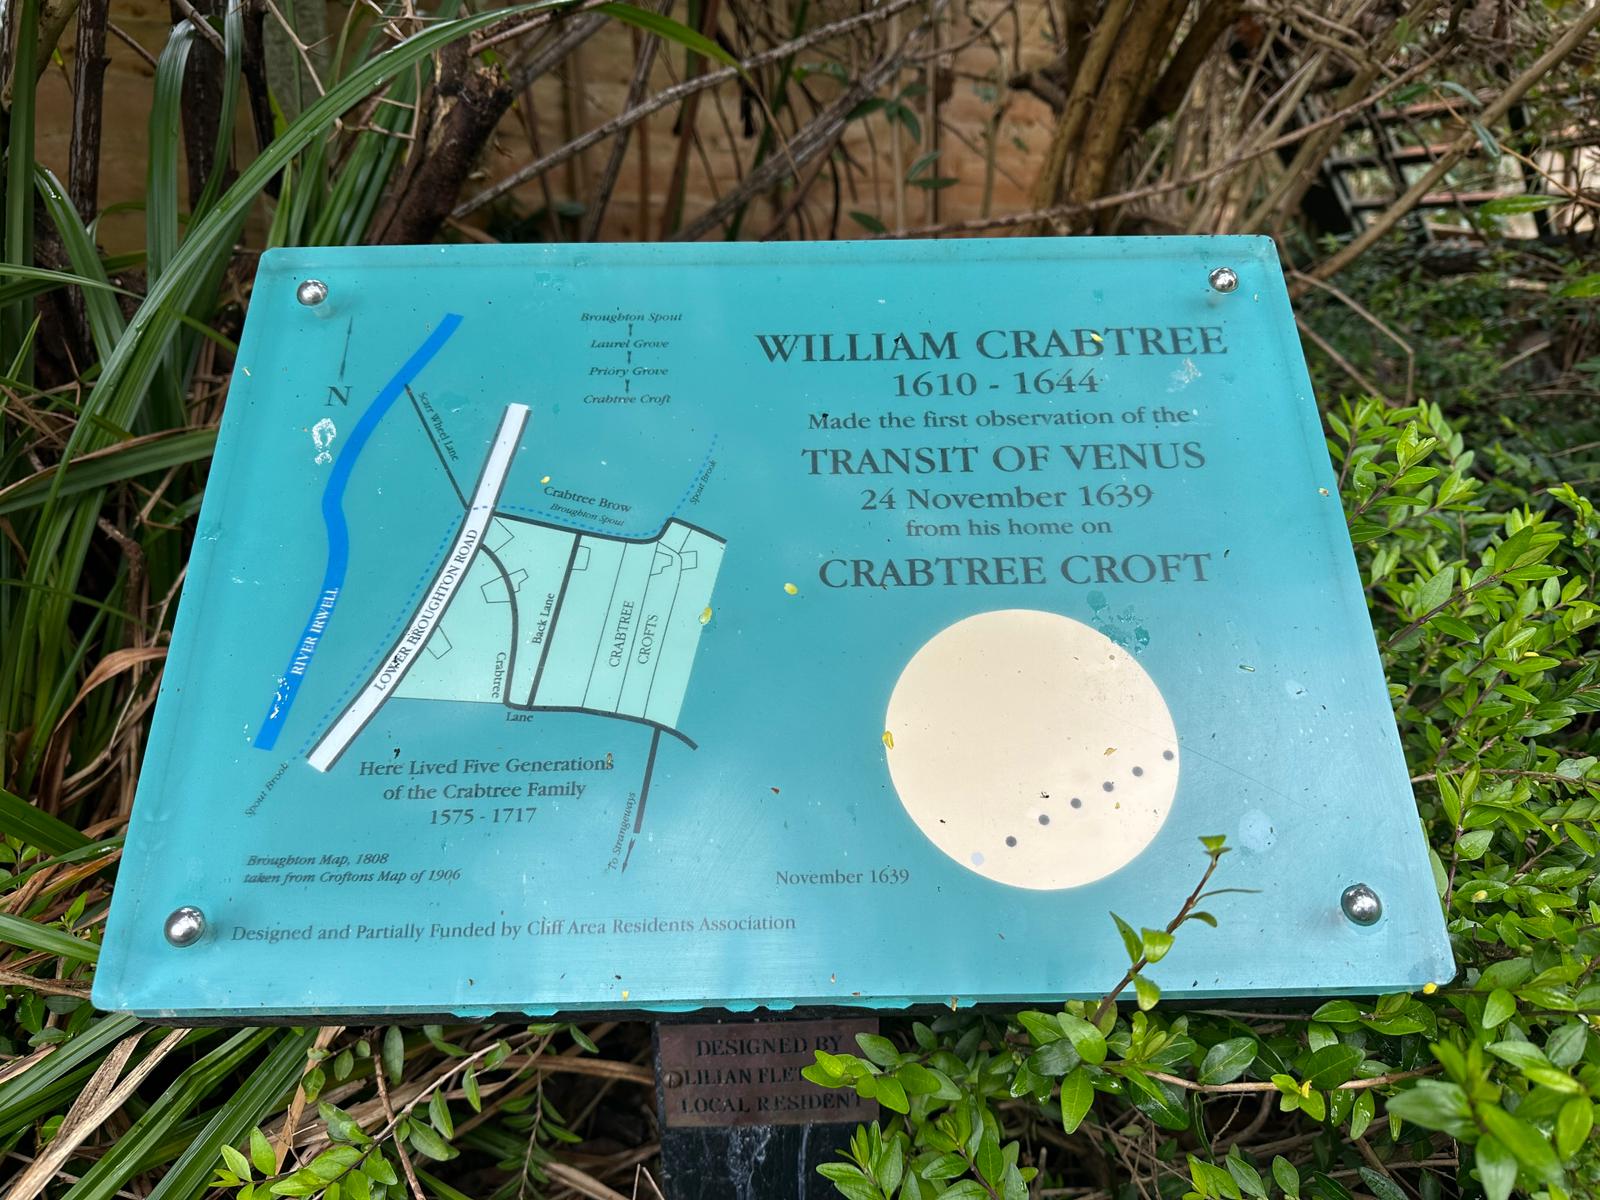 Broughton Spout
Laurel Grove
Priory Grove
Crabtree Croft
N
Scarr Wheel Lane
Crabtree Brow
Broughton Spout
Spout Brook
RIVER IRWELL
LOWER BROUGHTON ROAD
Back Lane
CRABTREE
CROFTS
Crabtree
Lane
Spout Brook
To Strangeways
Here Lived Five Generations
of the Crabtree Family
1575 - 1717
Broughton Map, 1808
taken from Croftons Map of 1906
WILLIAM CRABTREE
1610 - 1644
Made the first observation of the
TRANSIT OF VENUS
24 November 1639
from his home on
CRABTREE CROFT
November 1639
Designed and Partially Funded by Cliff Area Residents Association
DESIGNED BY
LILIAN
LOCAL RESIDENT